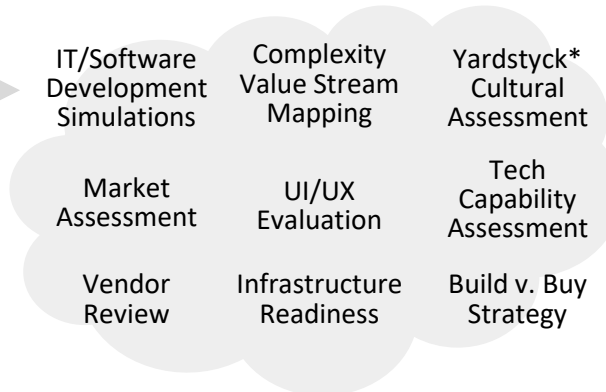 IT/Software
Development
Simulations
Complexity
Value Stream
Mapping
Yardstyck*
Cultural
Assessment
Market
Assessment
UI/UX
Evaluation
Tech
Capability
Assessment
Vendor
Review
Infrastructure
Readiness
Build v. Buy
Strategy